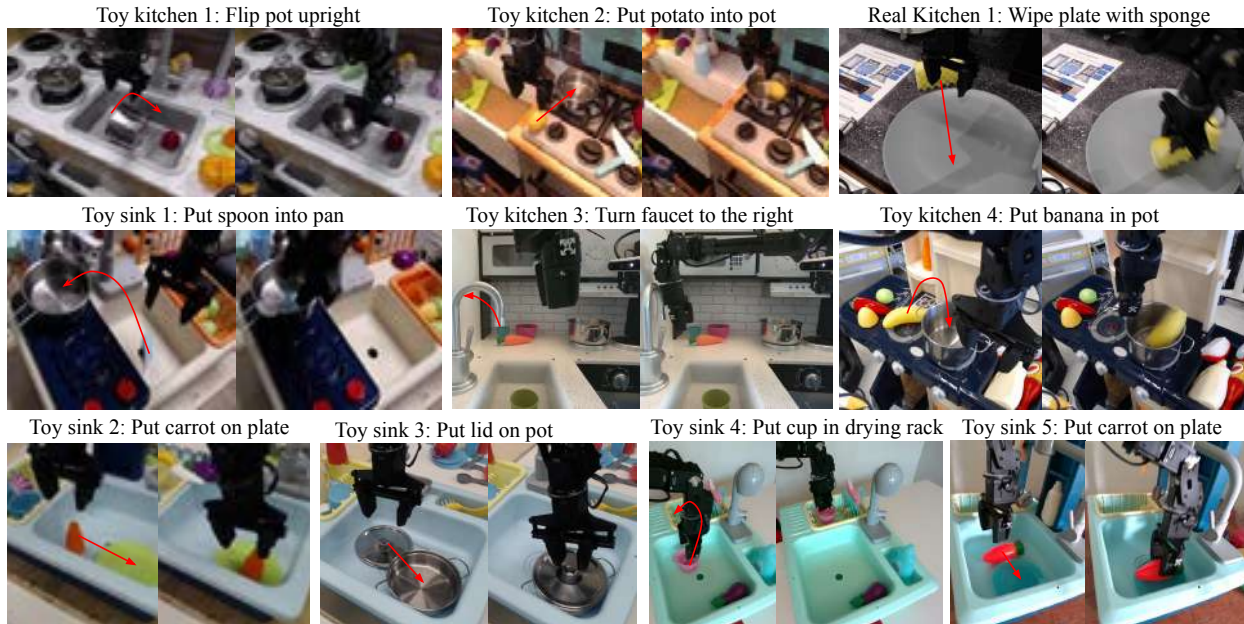 Toy kitchen 1: Flip pot upright
Toy kitchen 2: Put potato into pot
Real Kitchen 1: Wipe plate with sponge
Toy sink 1: Put spoon into pan
Toy kitchen 3: Turn faucet to the right
Toy kitchen 4: Put banana in pot
Toy sink 2: Put carrot on plate
Toy sink 3: Put lid on pot
Toy sink 4: Put cup in drying rack
Toy sink 5: Put carrot on plate